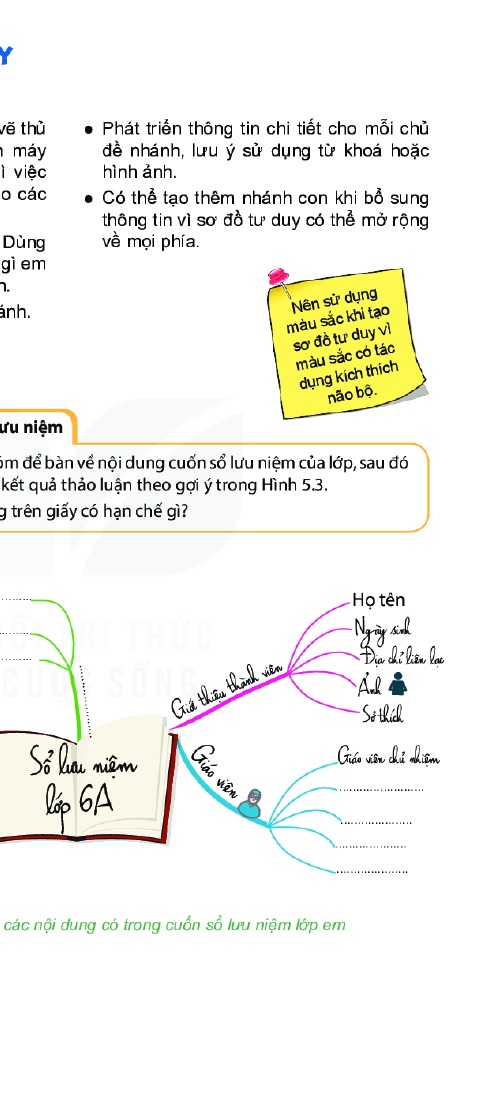 Y
vẽ thủ
máy
ì việc
o các
Dùng
gì em
ánh.
● Phát triển thông tin chi tiết cho mỗi chủ
đề nhánh, lưu ý sử dụng từ khoá hoặc
hình ảnh.
● Có thể tạo thêm nhánh con khi bổ sung
thông tin vì sơ đồ tư duy có thể mở rộng
về mọi phía.
Nên sử dụng
màu sắc khi tạo
sơ đồ tư duy vì
màu sắc có tác
dụng kích thích
não bộ.
ưu niệm
óm để bàn về nội dung cuốn sổ lưu niệm của lớp, sau đó
kết quả thảo luận theo gợi ý trong Hình 5.3.
g trên giấy có hạn chế gì?
ỐI TRI THỨC
CUỘC SỐNG
Sổ lưu niệm
lớp 6A
Giới thiệu thành viên
Họ tên
Ngày sinh
Địa chỉ liên lạc
Ảnh
Sở thích
Giáo viên
Giáo viên chủ nhiệm
các nội dung có trong cuốn sổ lưu niệm lớp em